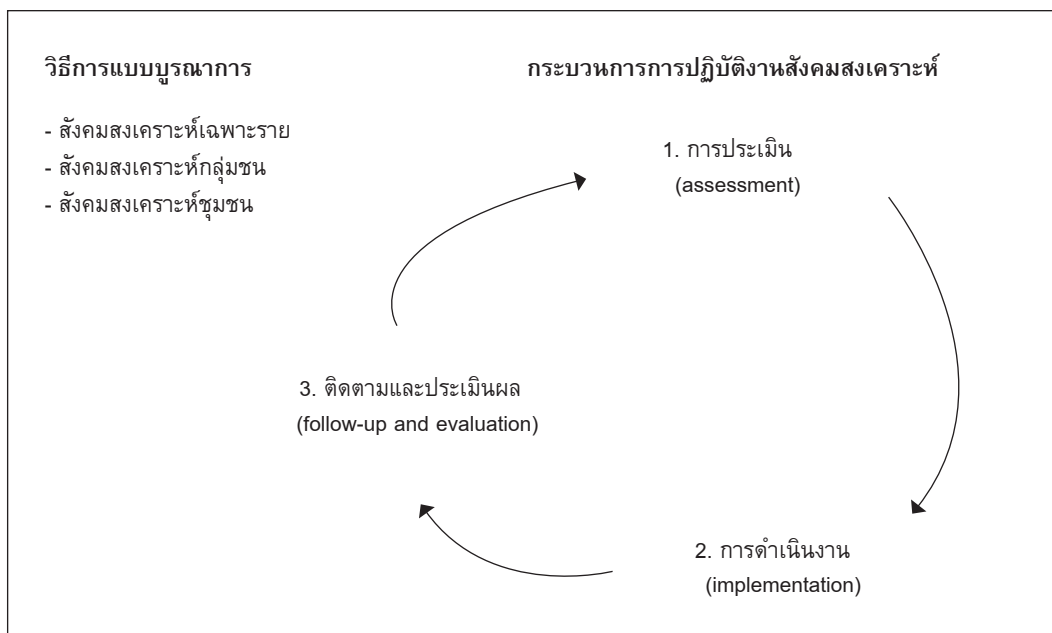 วิธีการแบบบูรณาการ
- สังคมสงเคราะห์เฉพาะราย
- สังคมสงเคราะห์กลุ่มชน
- สังคมสงเคราะห์ชุมชน
กระบวนการการปฏิบัติงานสังคมสงเคราะห์
1. การประเมิน
(assessment)
2. การดำเนินงาน
(implementation)
3. ติดตามและประเมินผล
(follow-up and evaluation)